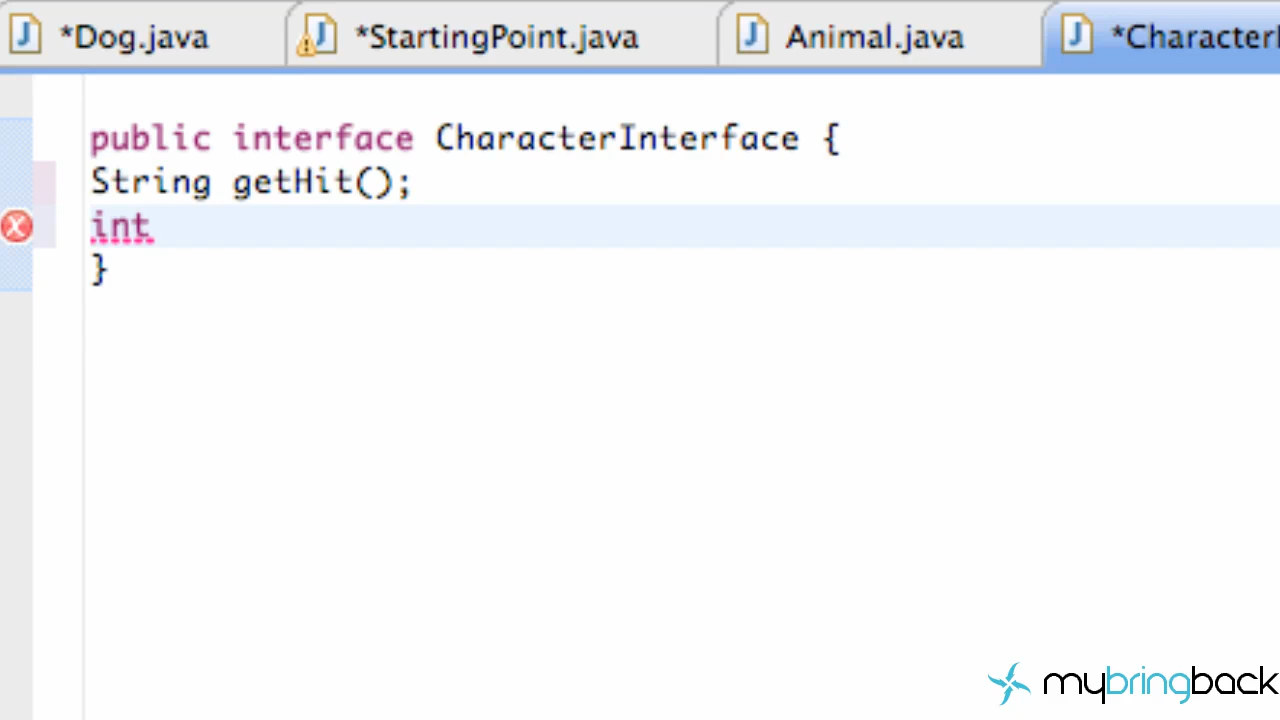 *Dog.java
*StartingPoint.java
Animal.java
*Character
public interface CharacterInterface {
String getHit();
int
}
mybringback